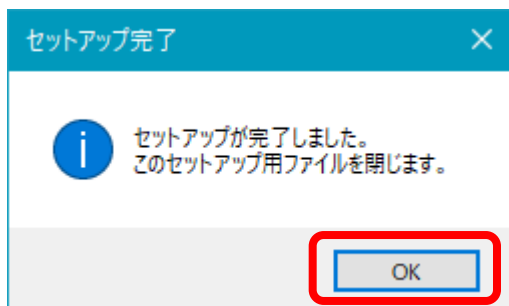 セットアップ完了
セットアップが完了しました。
このセットアップ用ファイルを閉じます。
OK